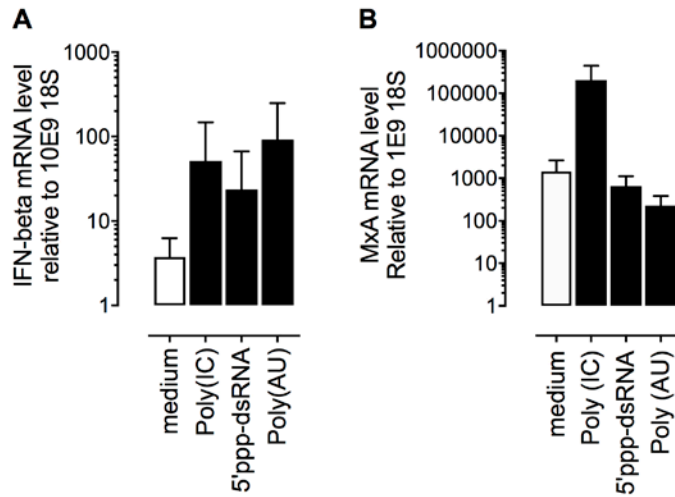 A
IFN-beta mRNA level
relative to 10E9 18S
1000
100
10
1
medium
Poly(IC)
5'ppp-dsRNA
Poly(AU)
B
MxA mRNA level
Relative to 1E9 18S
1000000
100000
10000
1000
100
10
1
medium
Poly (IC)
5'ppp-dsRNA
Poly (AU)